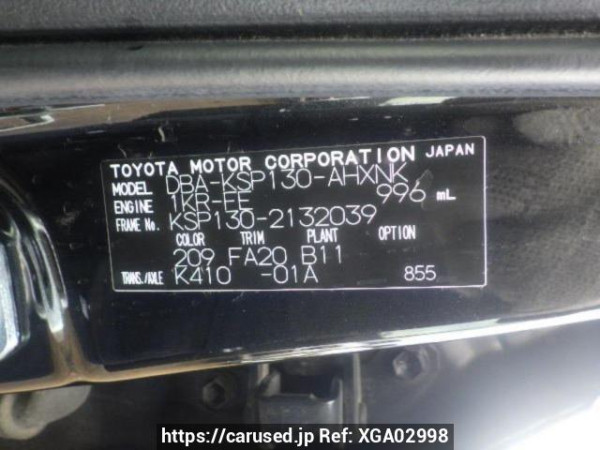 TOYOTA MOTOR CORPORATION JAPAN
MODEL DBA-KSP130-AHXNK
ENGINE 1KR-FE 996 mL
FRAME No. KSP130-2132039
COLOR TRIM PLANT OPTION
209 FA20 B11
TRANS./AXLE K410 -01A 855
https://carused.jp Ref: XGA02998